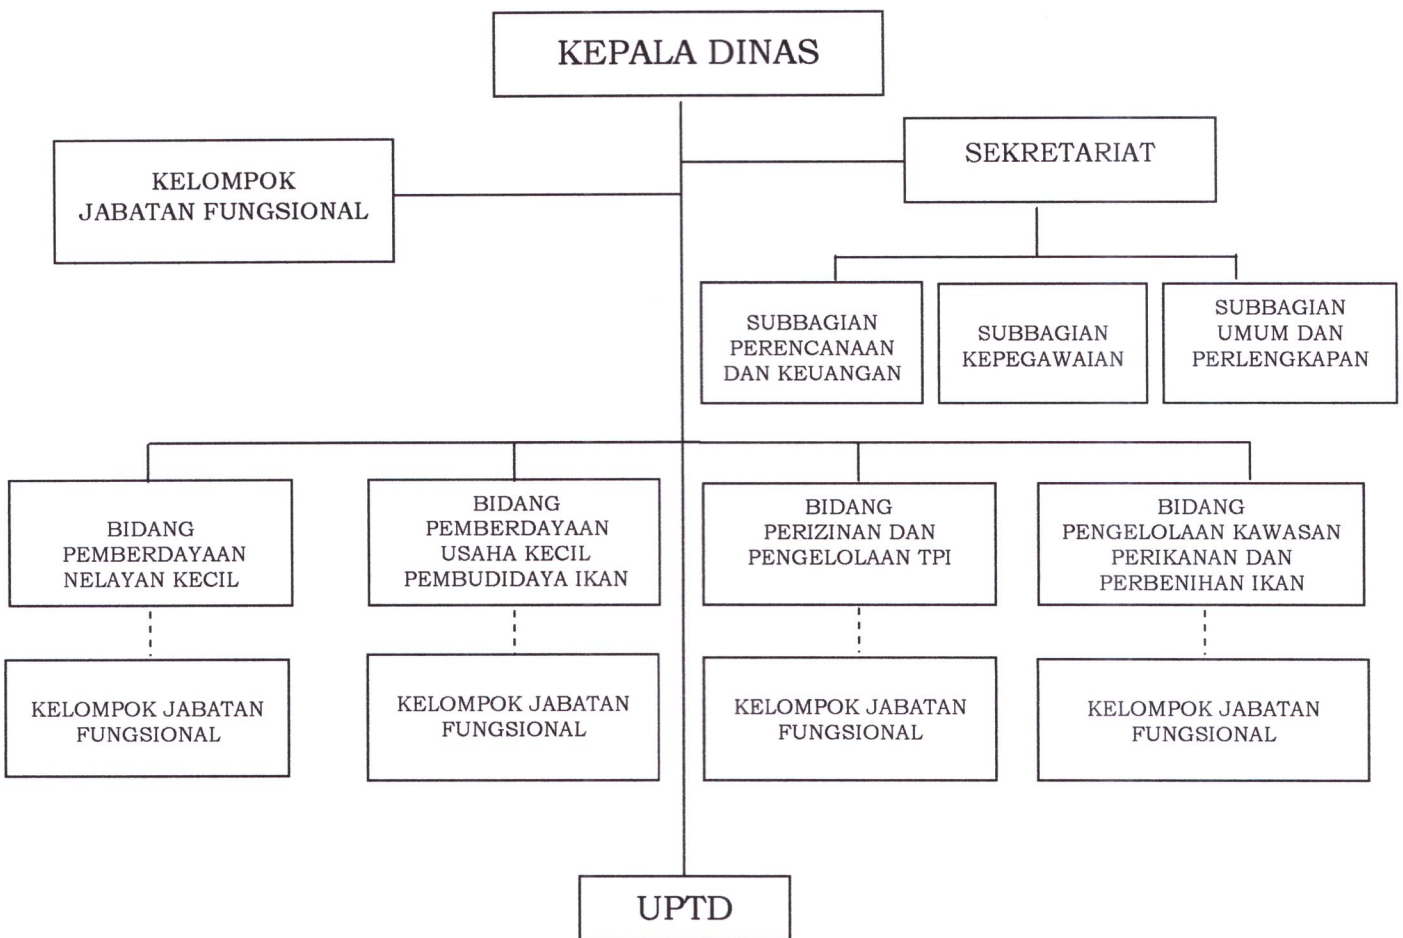 KEPALA DINAS
SEKRETARIAT
KELOMPOK
JABATAN FUNGSIONAL
SUBBAGIAN
PERENCANAAN
DAN KEUANGAN
SUBBAGIAN
KEPEGAWAIAN
SUBBAGIAN
UMUM DAN
PERLENGKAPAN
BIDANG
PEMBERDAYAAN
NELAYAN KECIL
BIDANG
PEMBERDAYAAN
USAHA KECIL
PEMBUDIDAYA IKAN
BIDANG
PERIZINAN DAN
PENGELOLAAN TPI
BIDANG
PENGELOLAAN KAWASAN
PERIKANAN DAN
PERBENIHAN IKAN
KELOMPOK JABATAN
FUNGSIONAL
KELOMPOK JABATAN
FUNGSIONAL
KELOMPOK JABATAN
FUNGSIONAL
KELOMPOK JABATAN
FUNGSIONAL
UPTD